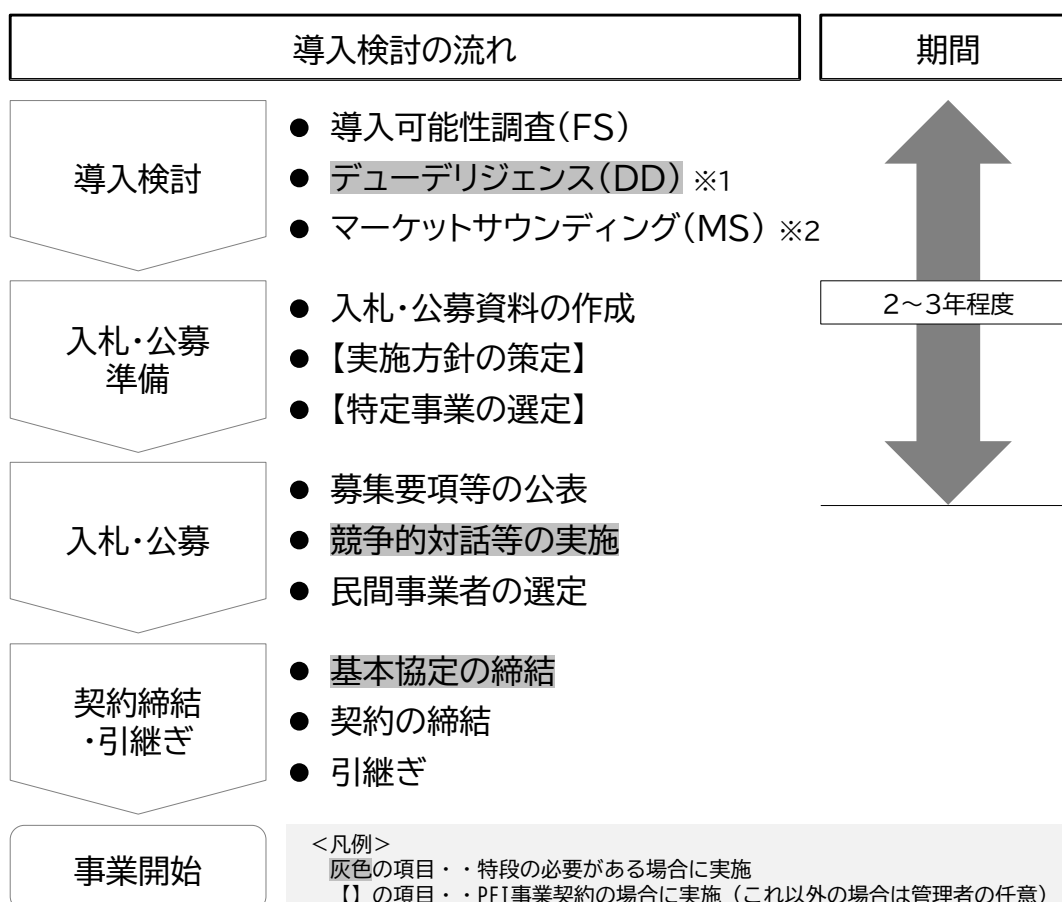 導入検討の流れ
期間
導入検討
● 導入可能性調査(FS)
● デューデリジェンス(DD) ※1
● マーケットサウンディング(MS) ※2
2～3年程度
入札・公募
準備
● 入札・公募資料の作成
● 【実施方針の策定】
● 【特定事業の選定】
入札・公募
● 募集要項等の公表
● 競争的対話等の実施
● 民間事業者の選定
契約締結
・引継ぎ
● 基本協定の締結
● 契約の締結
● 引継ぎ
事業開始
＜凡例＞
灰色の項目・・特段の必要がある場合に実施
【】の項目・・PFI事業契約の場合に実施（これ以外の場合は管理者の任意）